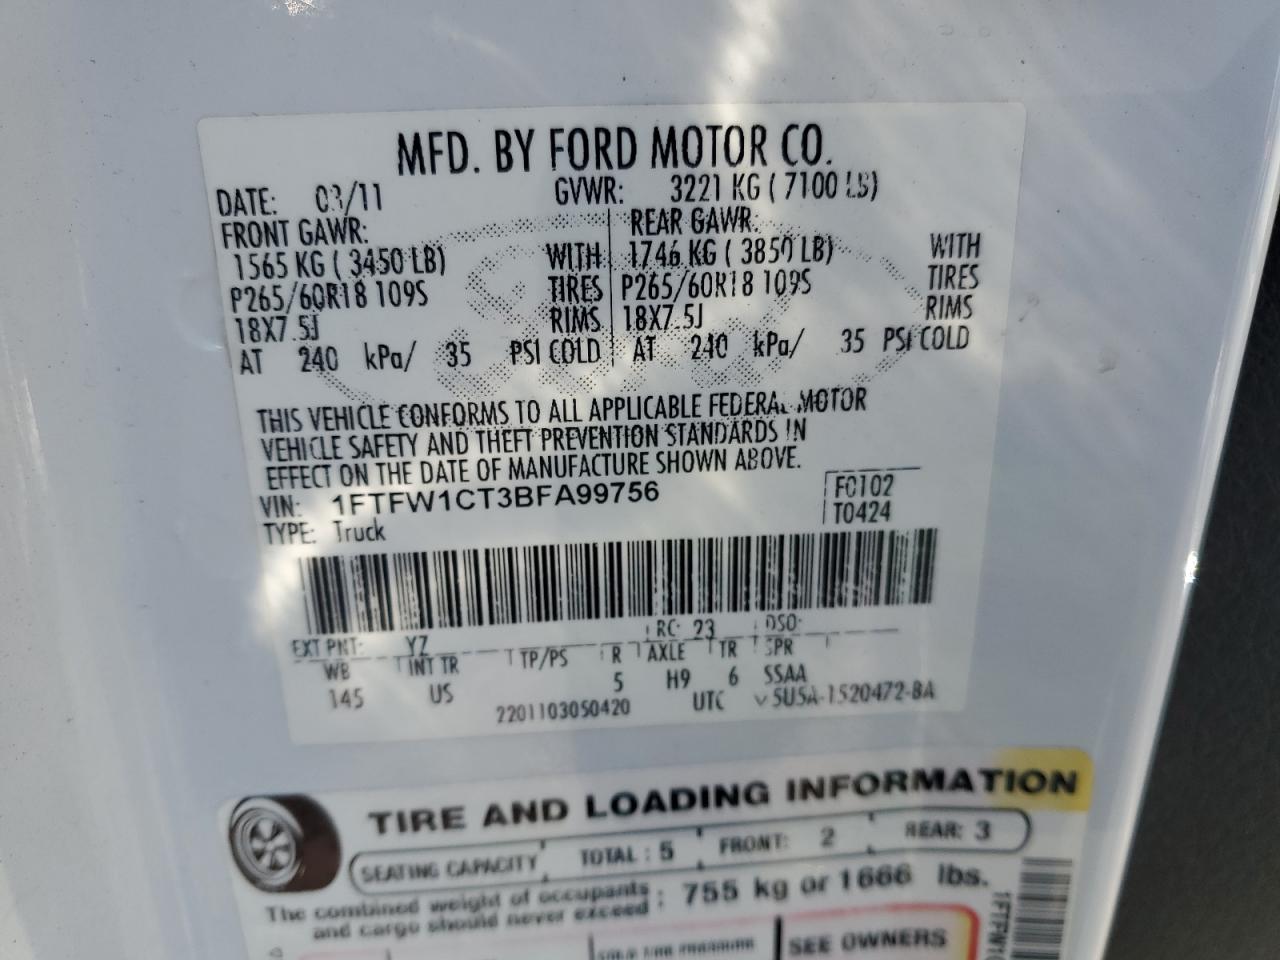 MFD. BY FORD MOTOR CO.
DATE: 03/11 GVWR: 3221 KG ( 7100 LB)
FRONT GAWR: REAR GAWR:
1565 KG ( 3450 LB) WITH 1746 KG ( 3850 LB) WITH
P265/60R18 109S TIRES P265/60R18 109S TIRES
18X7.5J RIMS 18X7.5J RIMS
AT 240 kPa/ 35 PSI COLD AT 240 kPa/ 35 PSI COLD
THIS VEHICLE CONFORMS TO ALL APPLICABLE FEDERAL MOTOR
VEHICLE SAFETY AND THEFT PREVENTION STANDARDS IN
EFFECT ON THE DATE OF MANUFACTURE SHOWN ABOVE.
VIN: 1FTFW1CT3BFA99756 F0102
TYPE: Truck T0424
EXT PNT: YZ RC: 23 DSO:
WB INT TR TP/PS R AXLE TR SPR
145 US 5 H9 6 SSAA
2201103050420 UTC 5U5A-1520472-BA
TIRE AND LOADING INFORMATION
SEATING CAPACITY TOTAL : 5 FRONT: 2 REAR: 3
The combined weight of occupants : 755 kg or 1666 lbs.
and cargo should never exceed
SEE OWNERS